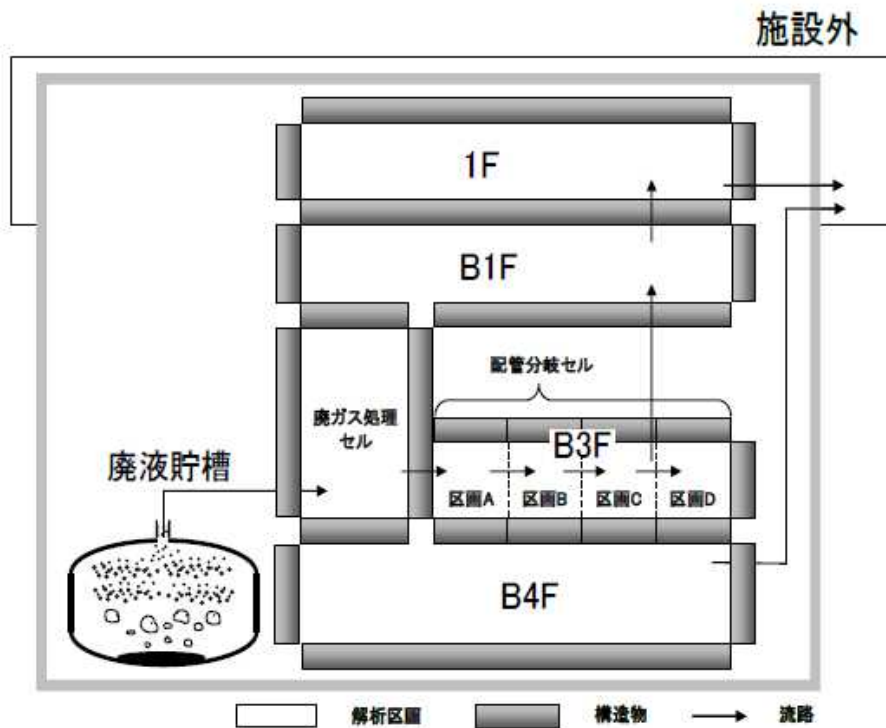 施設外
1F
B1F
配管分岐セル
廃ガス処理
セル
B3F
廃液貯槽
区画A
区画B
区画C
区画D
B4F
解析区画
構造物
流路